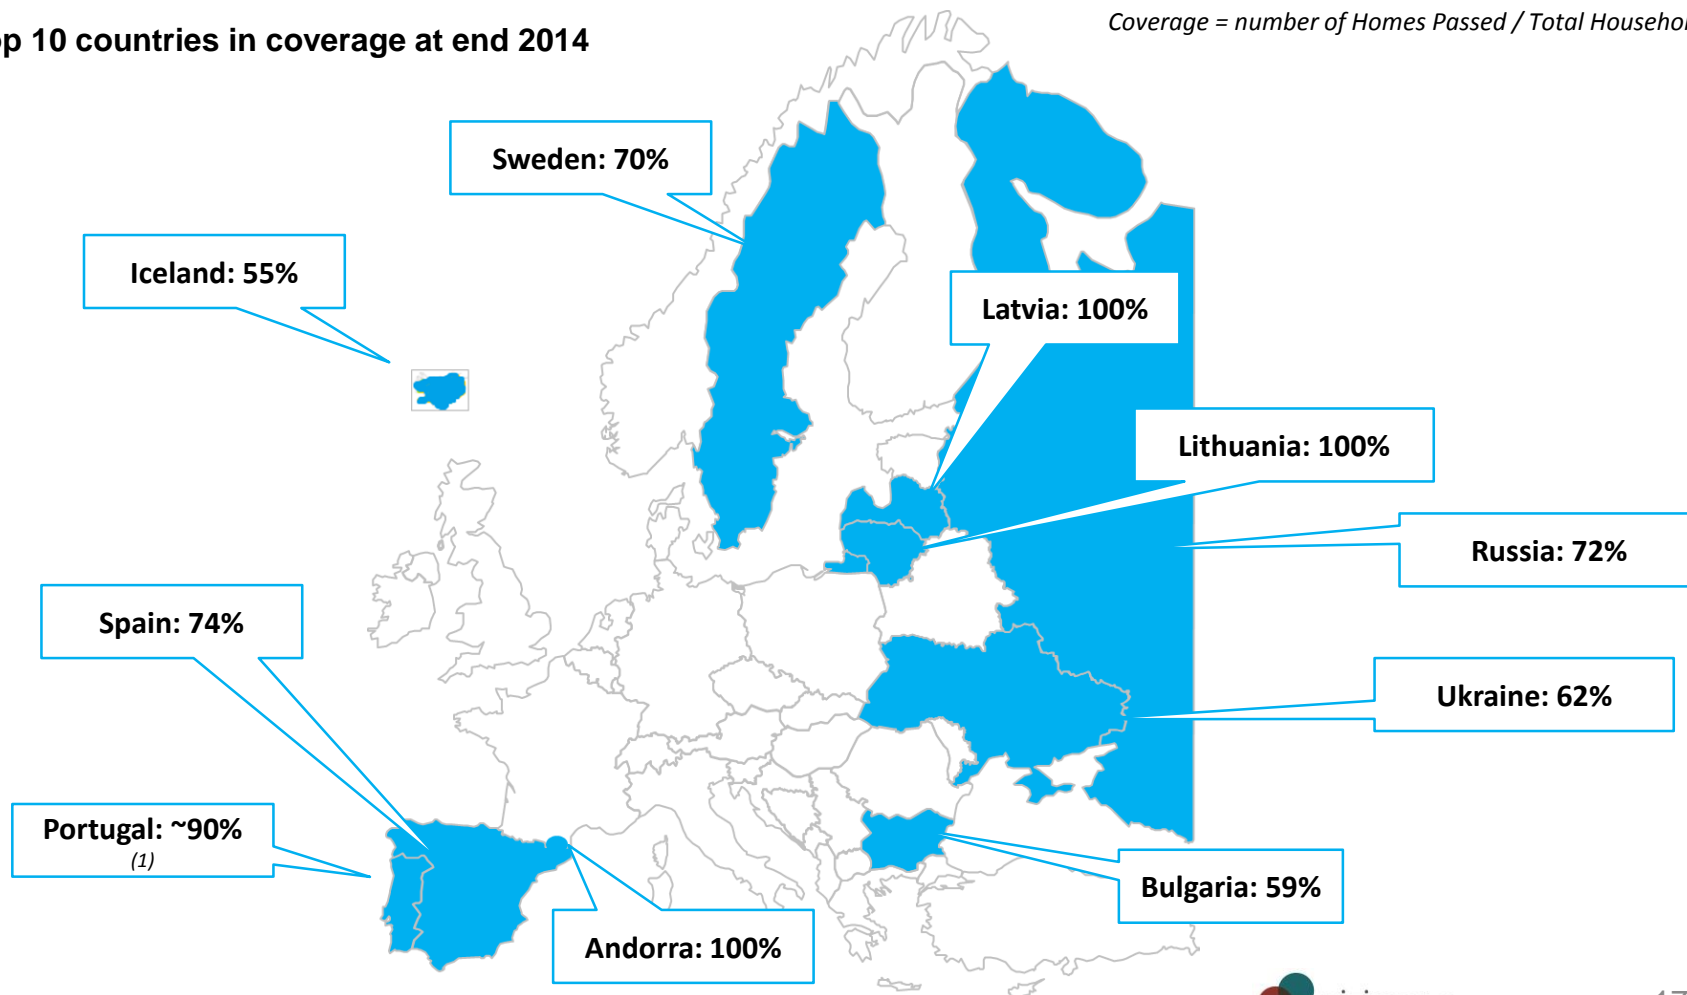 10 countries in coverage at end 2014
Coverage = number of Homes Passed / Total
Sweden: 70%
Iceland: 55%
Latvia: 100%
Lithuania: 100%
Russia: 72%
Spain: 74%
Ukraine: 62%
Portugal: ~90%
(1)
Bulgaria: 59%
Andorra: 100%